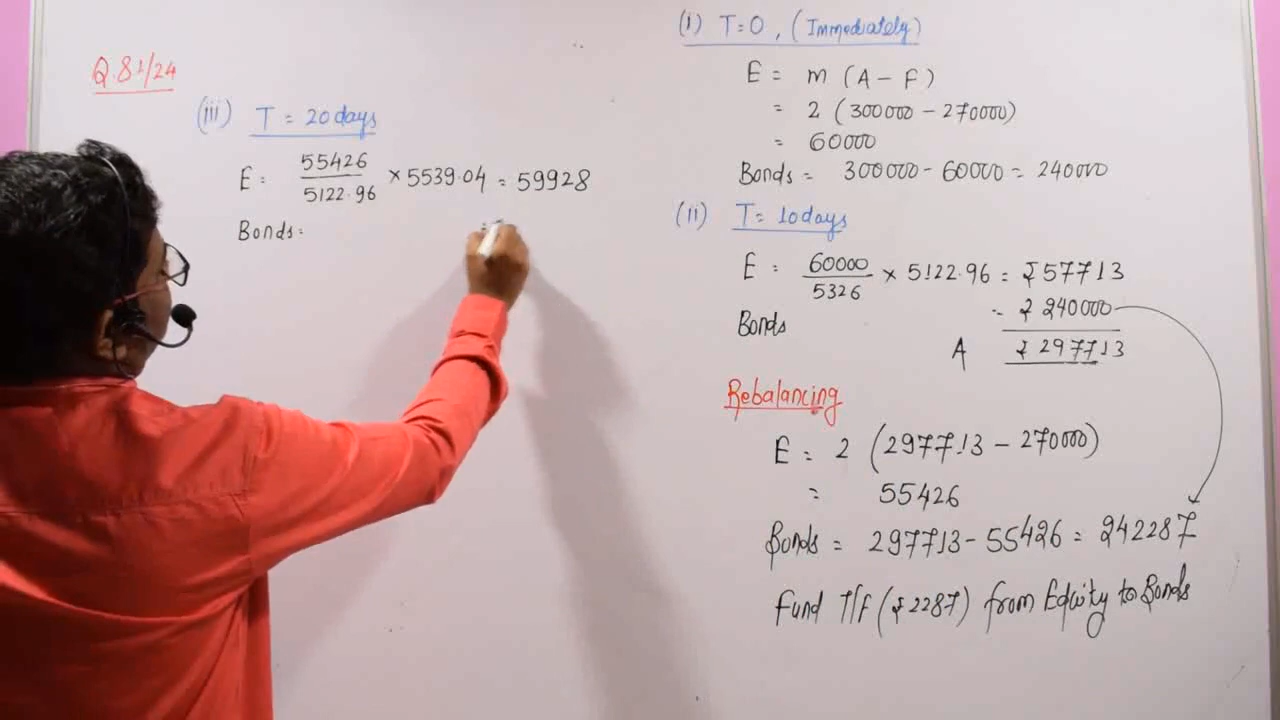 Q.81/24
(iii) T = 20days
E = 55426/5122.96 × 5539.04 = 59928
Bonds =
(i) T=0, (Immediately)
E = m (A - F)
= 2 (300000 - 270000)
= 60000
Bonds = 300000 - 60000 = 240000
(ii) T= 10days
E = 60000/5326 × 5122.96 = ₹57713
Bonds = ₹240000
A ₹297713
Rebalancing
E = 2 (297713 - 270000)
= 55426
Bonds = 297713 - 55426 = 242287
Fund T/f (₹2287) from Equity to Bonds